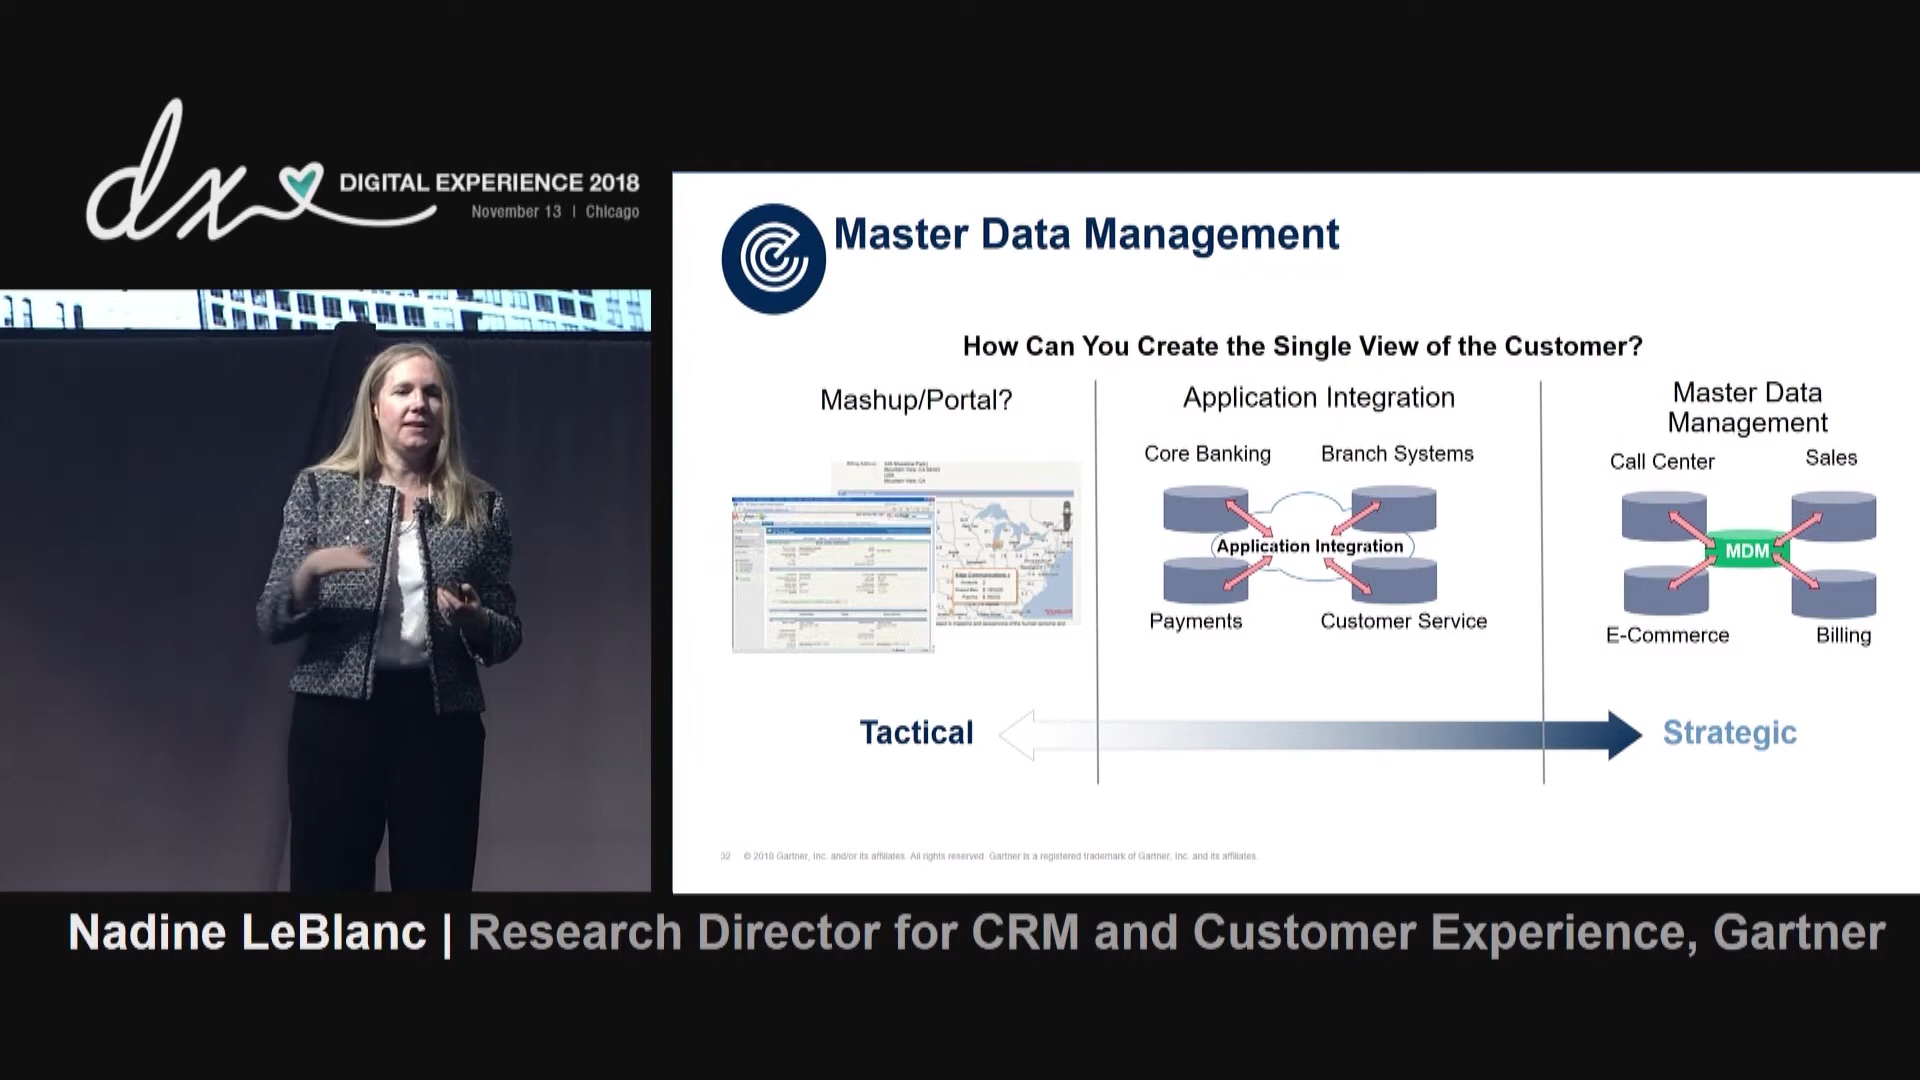 dx
DIGITAL EXPERIENCE 2018
November 13 | Chicago
Master Data Management
How Can You Create the Single View of the Customer?
Mashup/Portal?
Application Integration
Core Banking
Branch Systems
Application Integration
Payments
Customer Service
Master Data
Management
Call Center
Sales
MDM
E-Commerce
Billing
Tactical
Strategic
32 © 2018 Gartner, Inc. and/or its affiliates. All rights reserved. Gartner is a registered trademark of Gartner, Inc. and its affiliates.
Nadine LeBlanc | Research Director for CRM and Customer Experience, Gartner